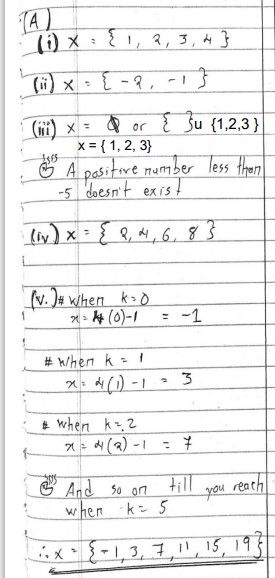 (A)
(i) x = { 1, 2, 3, 4 }
(ii) x = { -2, -1 }
(iii) x = ϕ or { }u {1,2,3 }
x = { 1, 2, 3}
A positive number less than
-5 doesn't exist
(iv) x = { 2, 4, 6, 8 }
(v.) # when k=0
x = 4(0)-1 = -1
# when k = 1
x = 4(1) - 1 = 3
# when k = 2
x = 4(2) - 1 = 7
And so on till you reach
when k = 5
∴ x = {-1, 3, 7, 11, 15, 19}